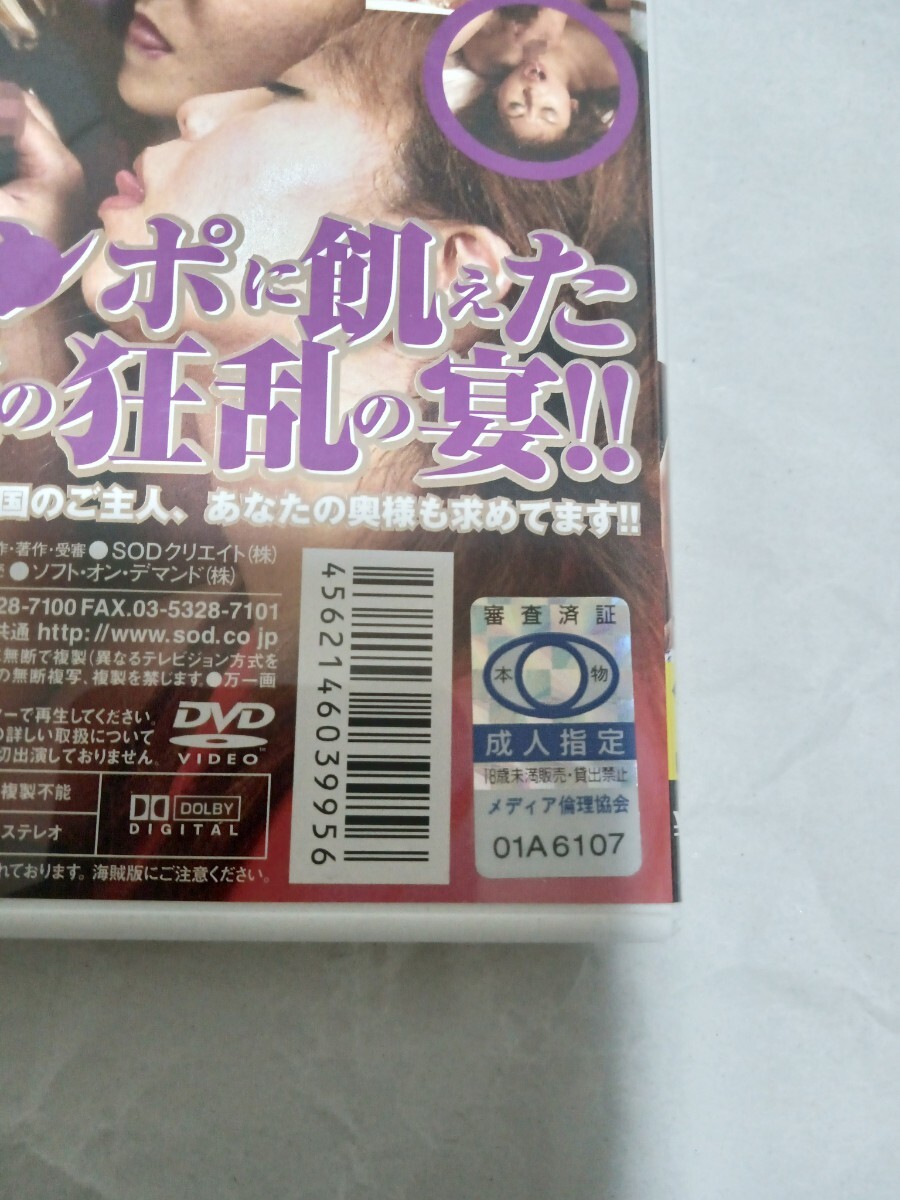 ンポに飢えた
の狂乱の宴!!
国のご主人、あなたの奥様も求めてます!!
作・著作・受審●SODクリエイト(株)
売●ソフト・オン・デマンド(株)
28-7100 FAX.03-5328-7101
共通 http://www.sod.co.jp
無断で複製(異なるテレビジョン方式を
の無断複写、複製を禁じます。●万一画
ーで再生してください。
の詳しい取扱について
切出演しておりません。
DVD
VIDEO
複製不能
ステレオ
DOLBY
DIGITAL
れております。海賊版にご注意ください。
4562146039956
審査済証
本物
成人指定
18歳未満販売・貸出禁止
メディア倫理協会
01A6107